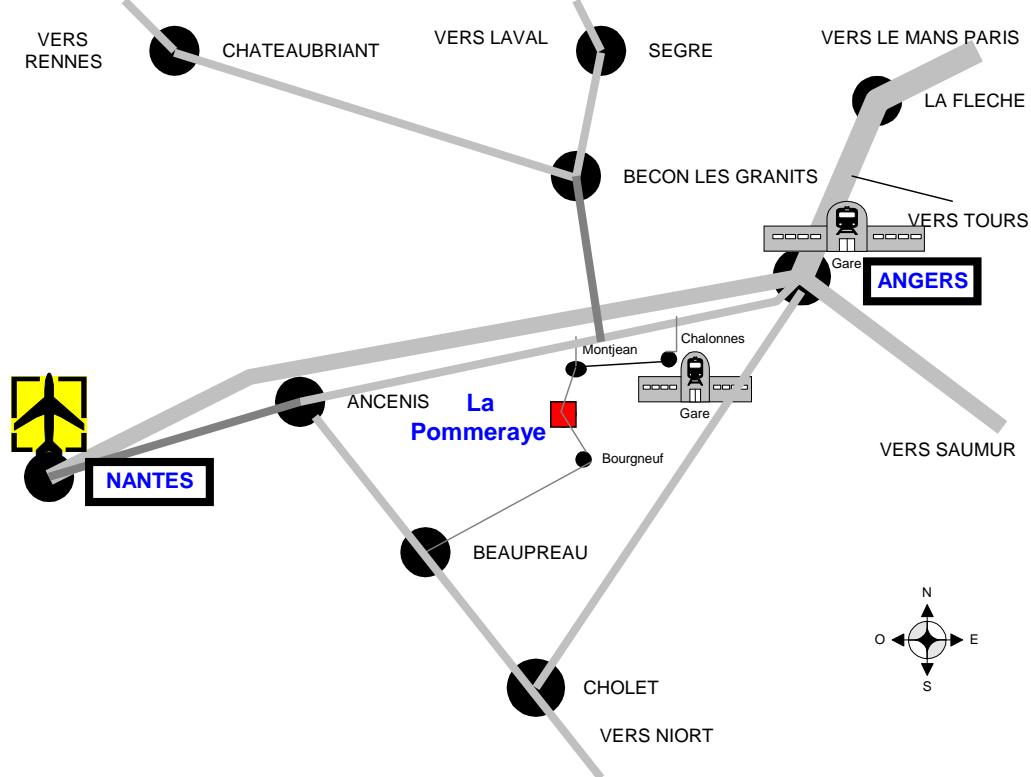 VERS
RENNES
CHATEAUBRIANT
VERS LAVAL
SEGRE
VERS LE MANS PARIS
LA FLECHE
BECON LES GRANITS
VERS TOURS
Gare
ANGERS
Montjean
Chalonnes
Gare
ANCENIS
La
Pommeraye
VERS SAUMUR
Bourgneuf
NANTES
BEAUPREAU
N
O
E
S
CHOLET
VERS NIORT